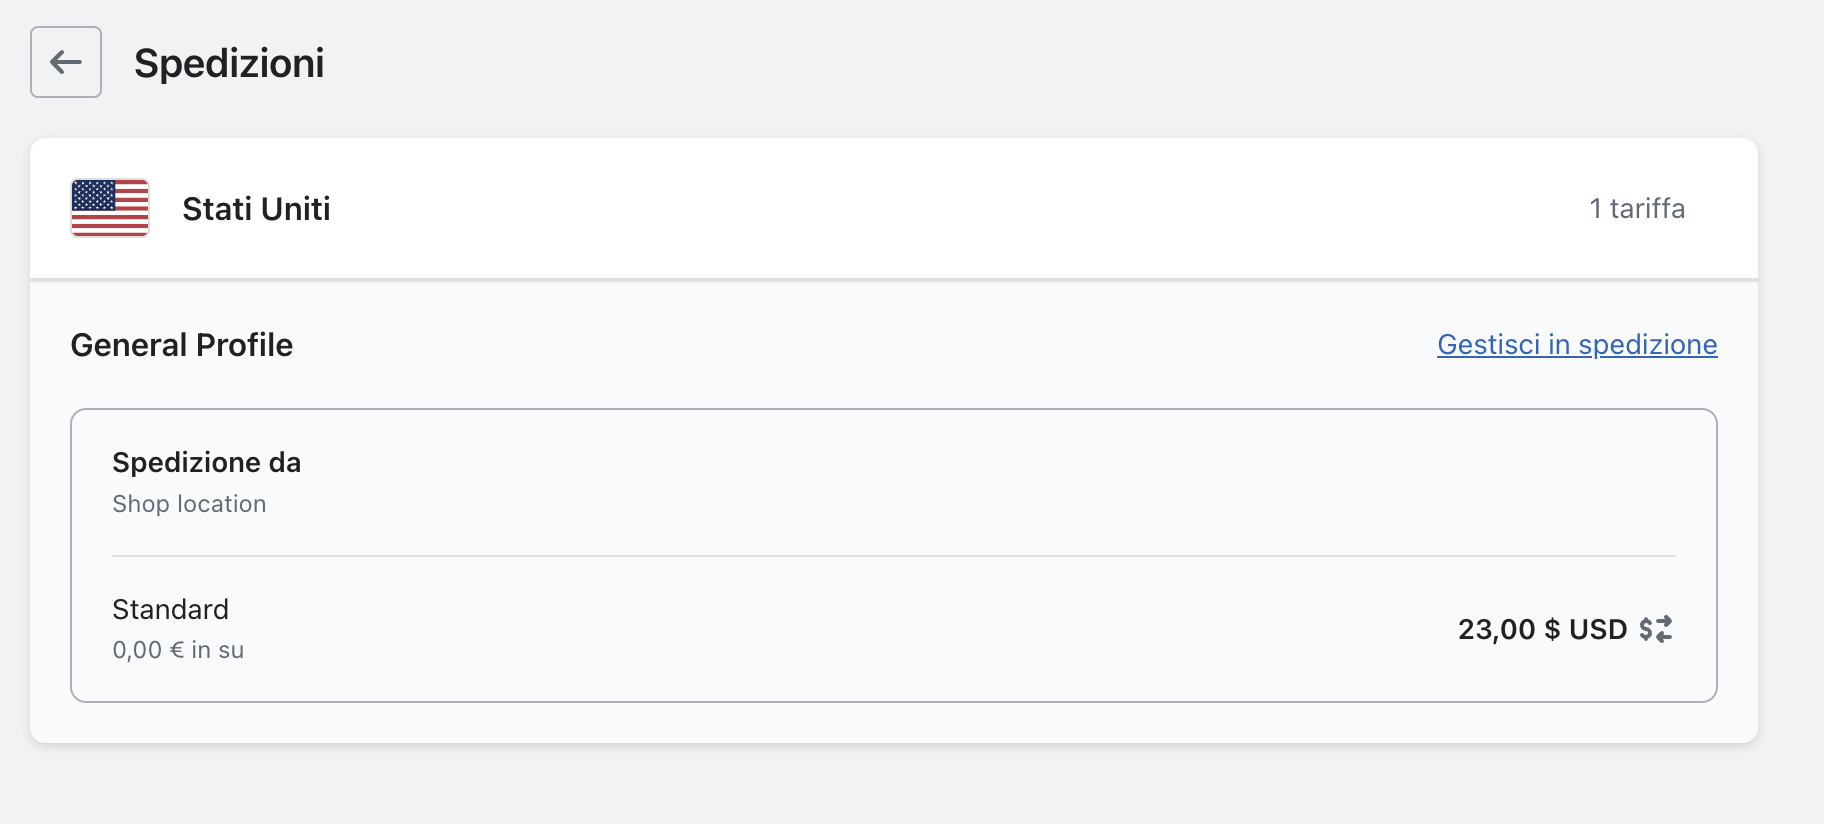 Spedizioni
Stati Uniti
1 tariffa
General Profile
Gestisci in spedizione
Spedizione da
Shop location
Standard
0,00 € in su
23,00 $ USD